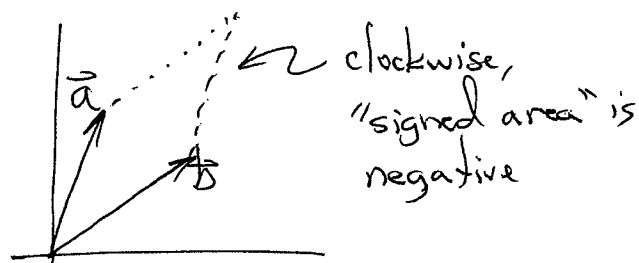 clockwise,
"signed area" is
negative
a⃗
b⃗